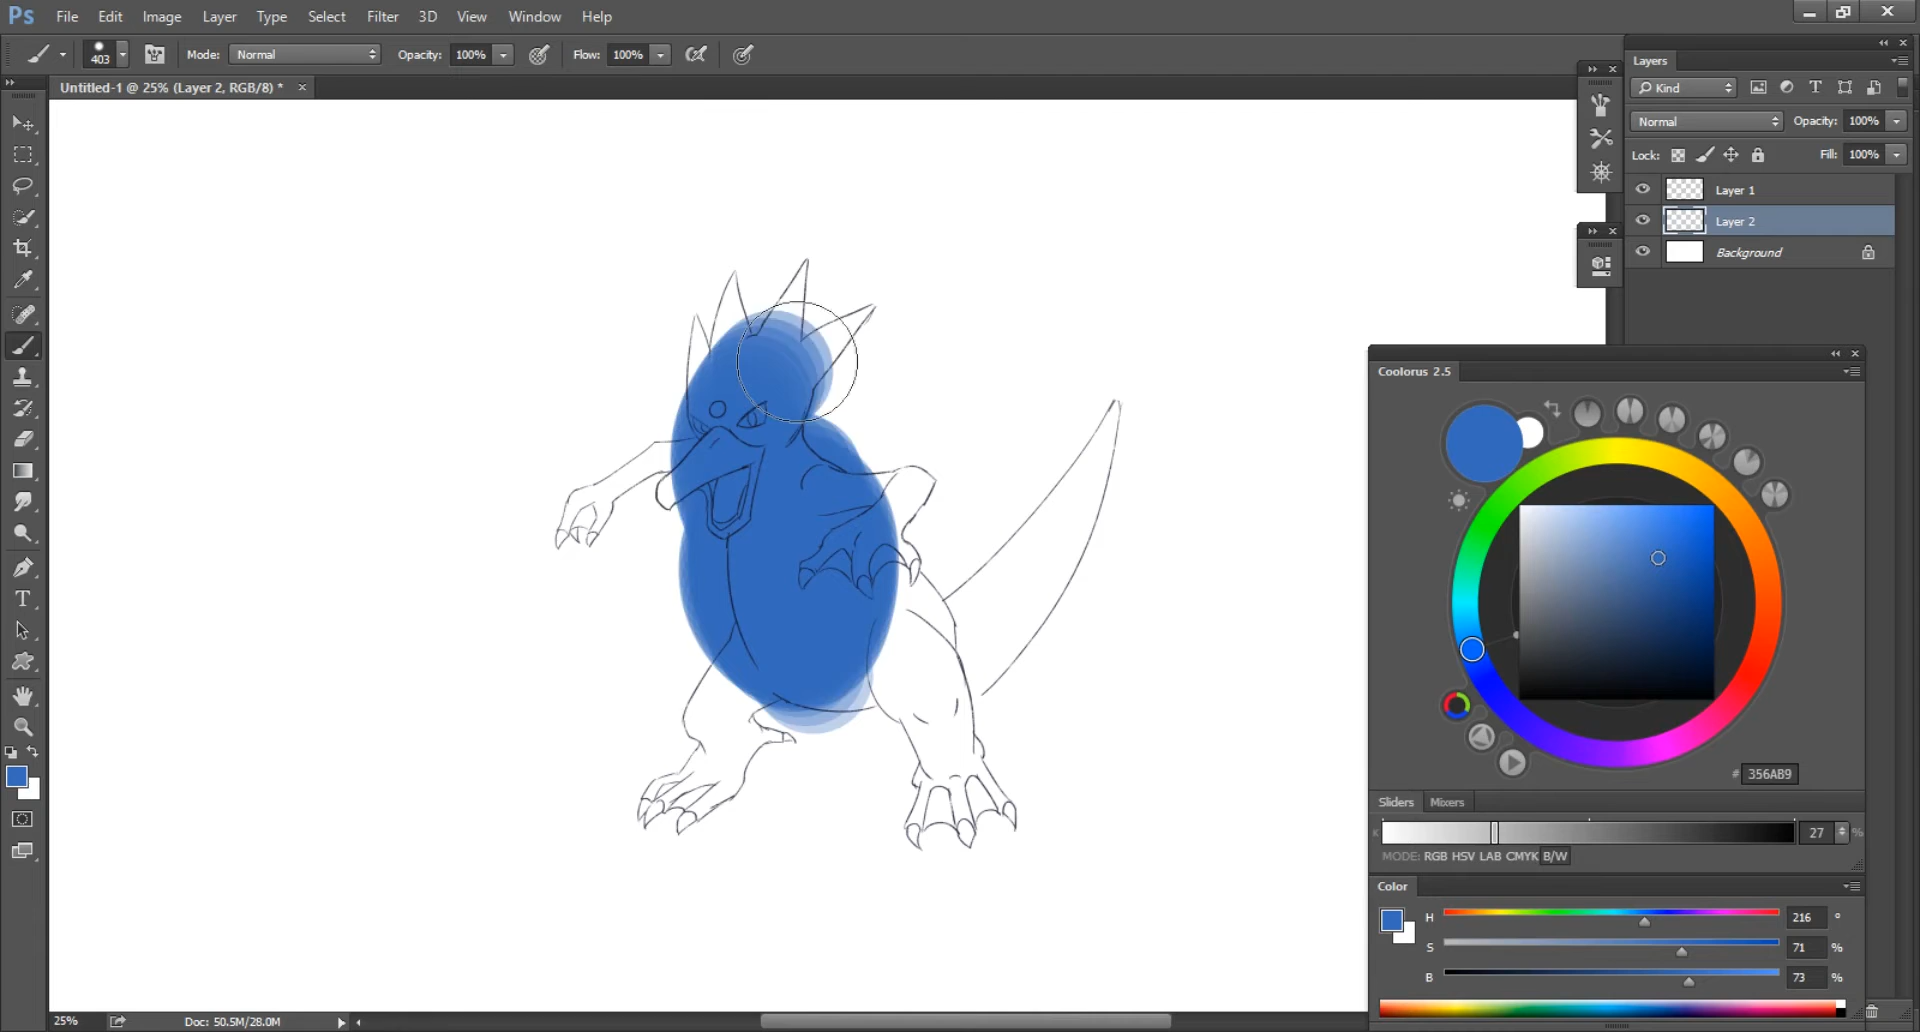 Ps File Edit Image Layer Type Select Filter 3D View Window Help
403 Mode: Normal Opacity: 100% Flow: 100%
Untitled-1 @ 25% (Layer 2, RGB/8) * ×
Layers
Kind
Normal Opacity: 100%
Lock: Fill: 100%
Layer 1
Layer 2
Background
Coolorus 2.5
# 356AB9
Sliders Mixers
K 27 %
MODE: RGB HSV LAB CMYK B/W
Color
H 216 °
S 71 %
B 73 %
25% Doc: 50.5M/28.0M